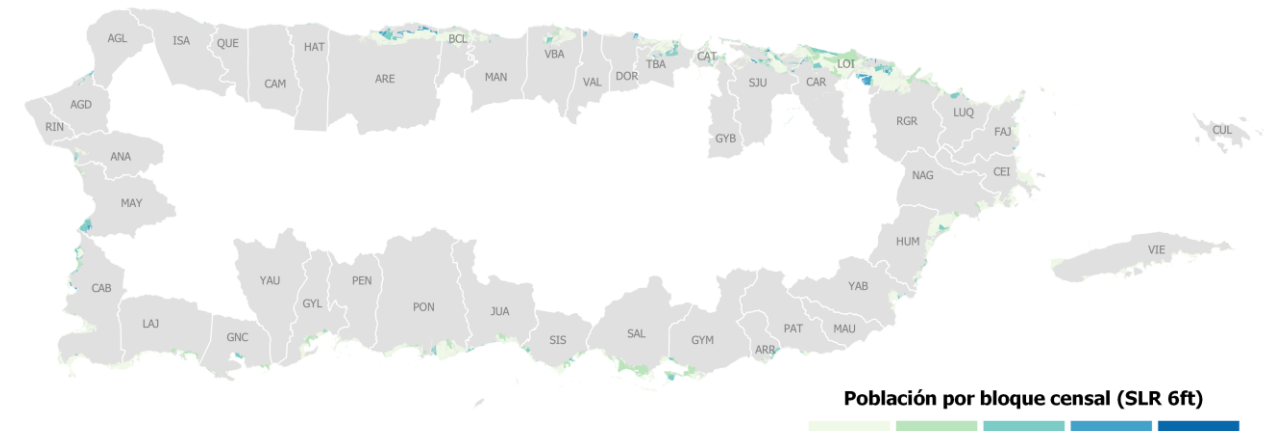 AGL
ISA
QUE
CAM
HAT
ARE
BCL
MAN
VBA
VAL
DOR
TBA
CAT
GYB
SJU
CAR
LOI
RGR
LUQ
FAJ
CUL
AGD
RIN
ANA
MAY
NAG
CEI
HUM
VIE
CAB
LAJ
GNC
YAU
GYL
PEN
PON
JUA
SIS
SAL
GYM
ARR
PAT
MAU
YAB
Población por bloque censal (SLR 6ft)